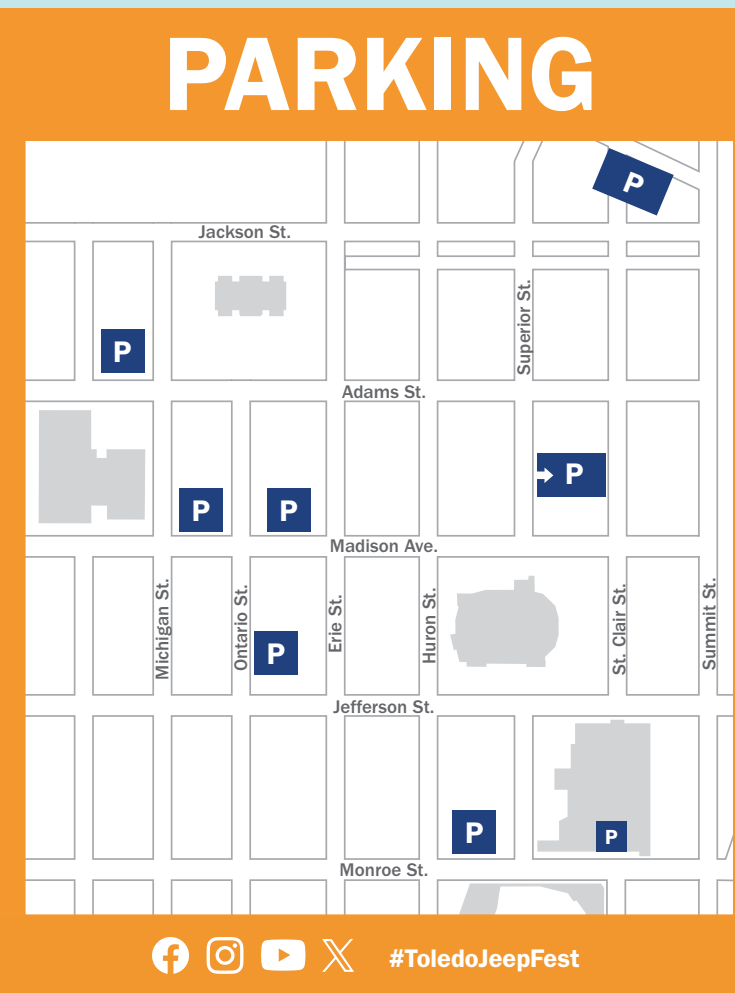 PARKING
P
Jackson St.
Superior St.
P
Adams St.
P
P
P
Madison Ave.
Michigan St.
Ontario St.
Erie St.
Huron St.
St. Clair St.
Summit St.
P
Jefferson St.
P
P
Monroe St.
#ToledoJeepFest